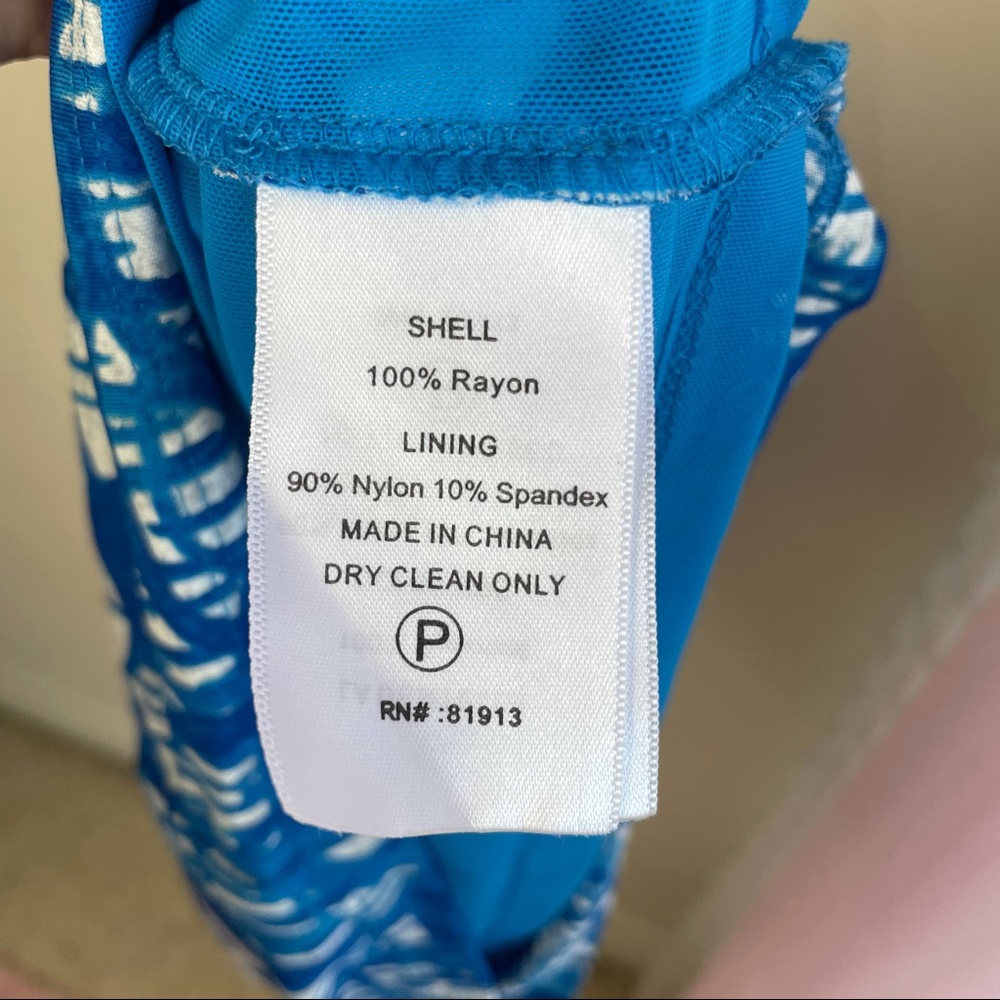 SHELL
100% Rayon
LINING
90% Nylon 10% Spandex
MADE IN CHINA
DRY CLEAN ONLY
P
RN# :81913